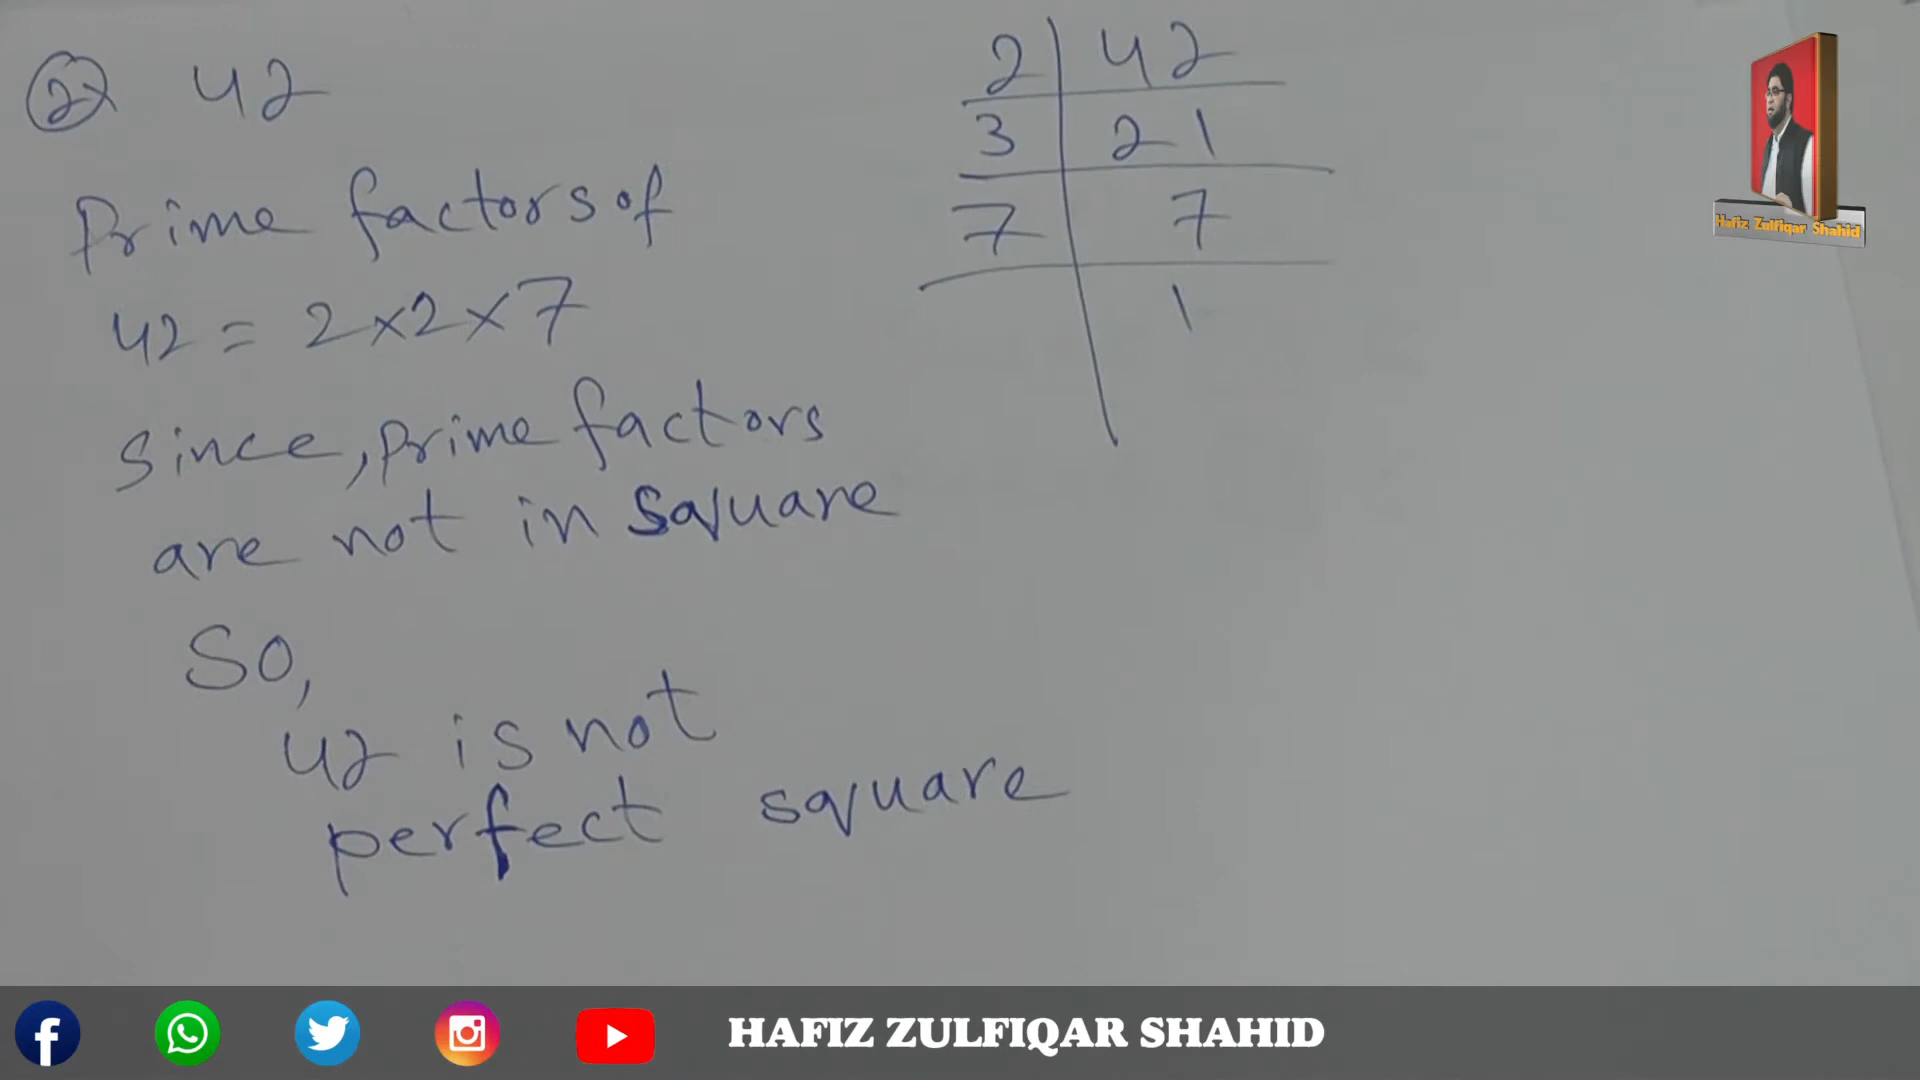 (2) 42
Prime factors of
42 = 2×2×7
Since, prime factors
are not in square
So,
42 is not
perfect square
2 | 42
3 | 21
7 | 7
| 1
Hafiz Zulfiqar Shahid
HAFIZ ZULFIQAR SHAHID